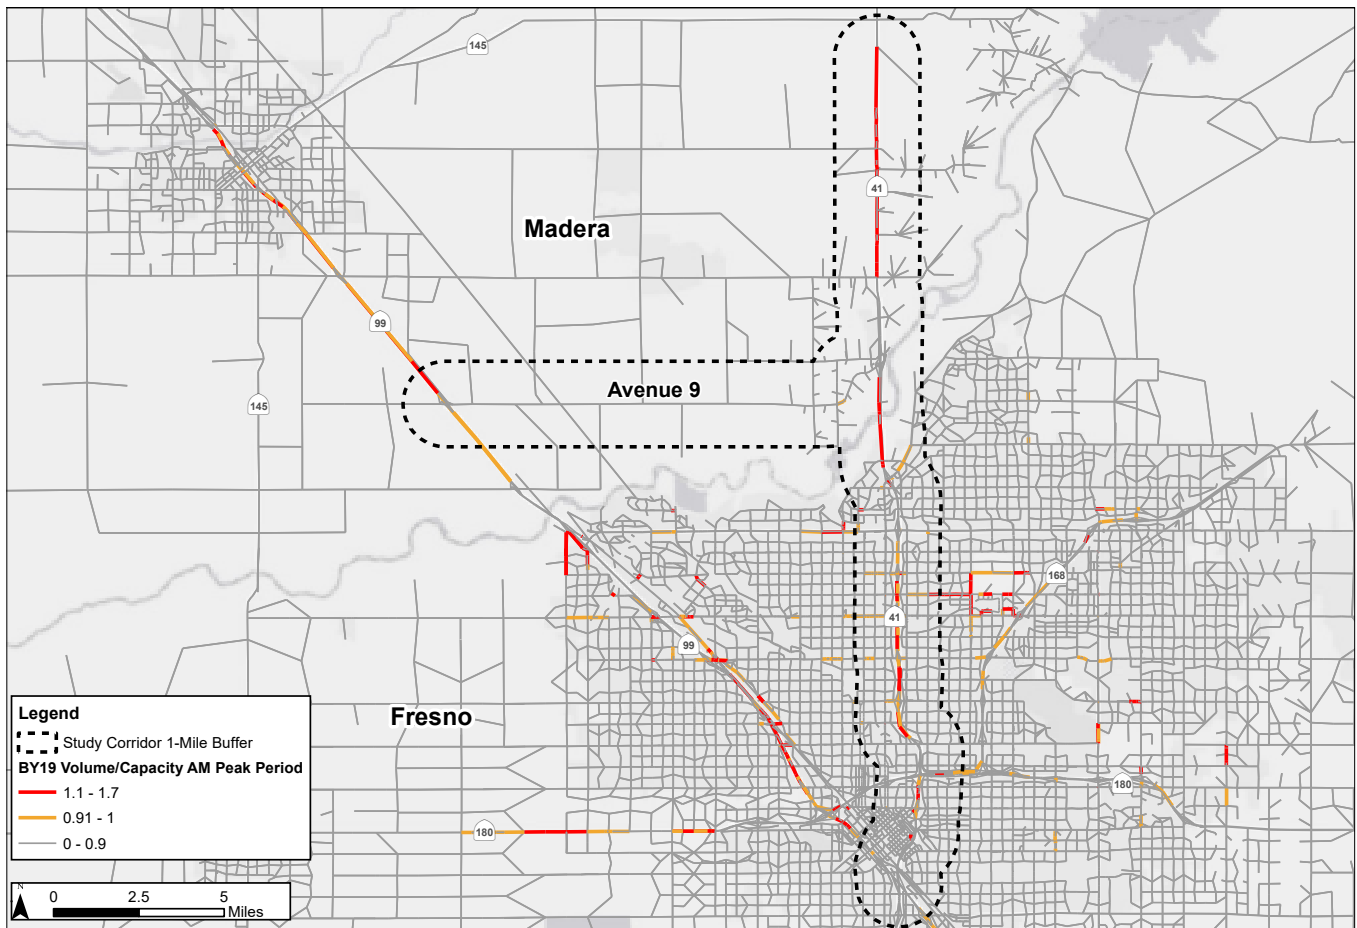 145
41
Madera
99
Avenue 9
145
168
41
99
Fresno
180
180
Legend
Study Corridor 1-Mile Buffer
BY19 Volume/Capacity AM Peak Period
1.1 - 1.7
0.91 - 1
0 - 0.9
N
0 2.5 5
Miles